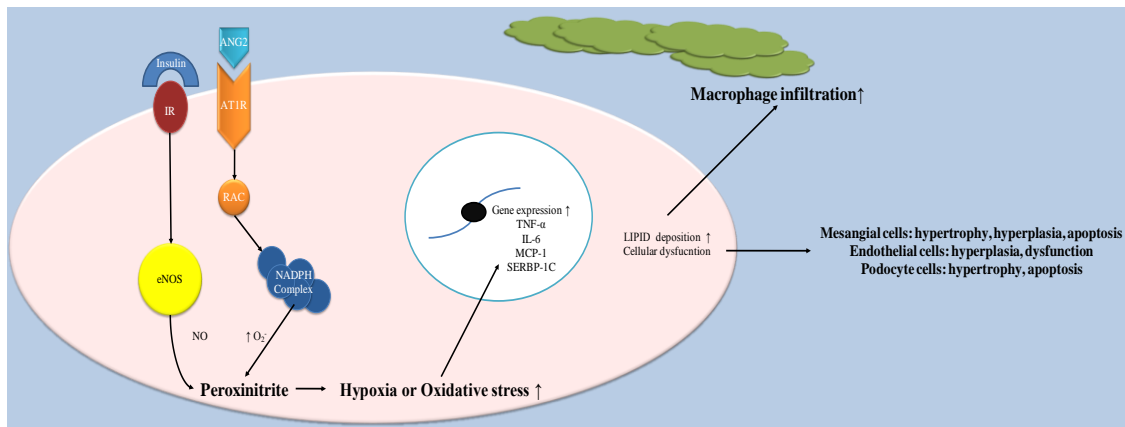 Insulin
IR
ANG2
AT1R
RAC
eNOS
NADPH
Complex
NO
↑ O₂⁻
Peroxinitrite
Hypoxia or Oxidative stress ↑
Gene expression ↑
TNF-α
IL-6
MCP-1
SERBP-1C
LIPID deposition ↑
Cellular dysfucntion
Macrophage infiltration↑
Mesangial cells: hypertrophy, hyperplasia, apoptosis
Endothelial cells: hyperplasia, dysfunction
Podocyte cells: hypertrophy, apoptosis